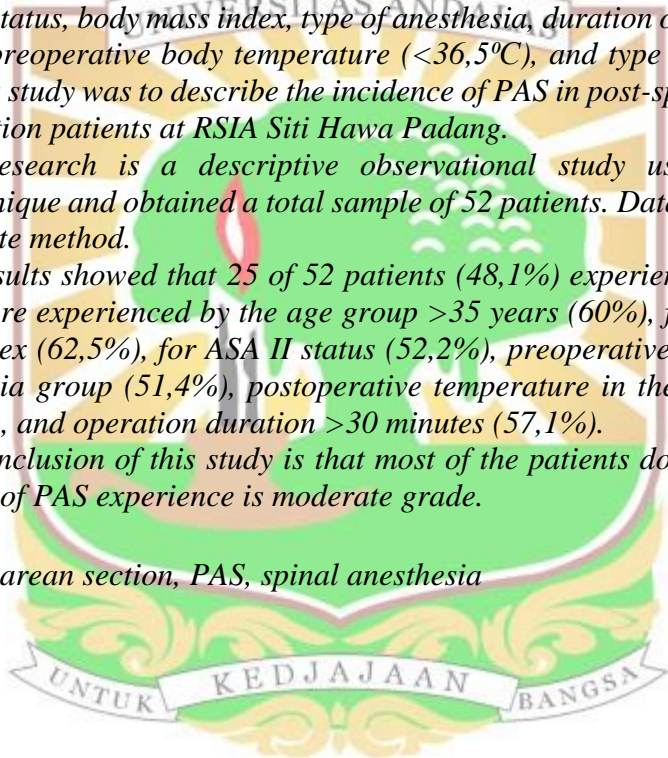 tatus, body mass index, type of anesthesia, duration o
UNIVERSITAS ANDALAS
preoperative body temperature (<36,5ºC), and type
study was to describe the incidence of PAS in post-sp
tion patients at RSIA Siti Hawa Padang.
esearch is a descriptive observational study us
nique and obtained a total sample of 52 patients. Data
te method.
sults showed that 25 of 52 patients (48,1%) experien
re experienced by the age group >35 years (60%), f
ex (62,5%), for ASA II status (52,2%), preoperative
ia group (51,4%), postoperative temperature in the
, and operation duration >30 minutes (57,1%).
nclusion of this study is that most of the patients do
of PAS experience is moderate grade.
arean section, PAS, spinal anesthesia
UNTUK KEDJAJAAN BANGSA